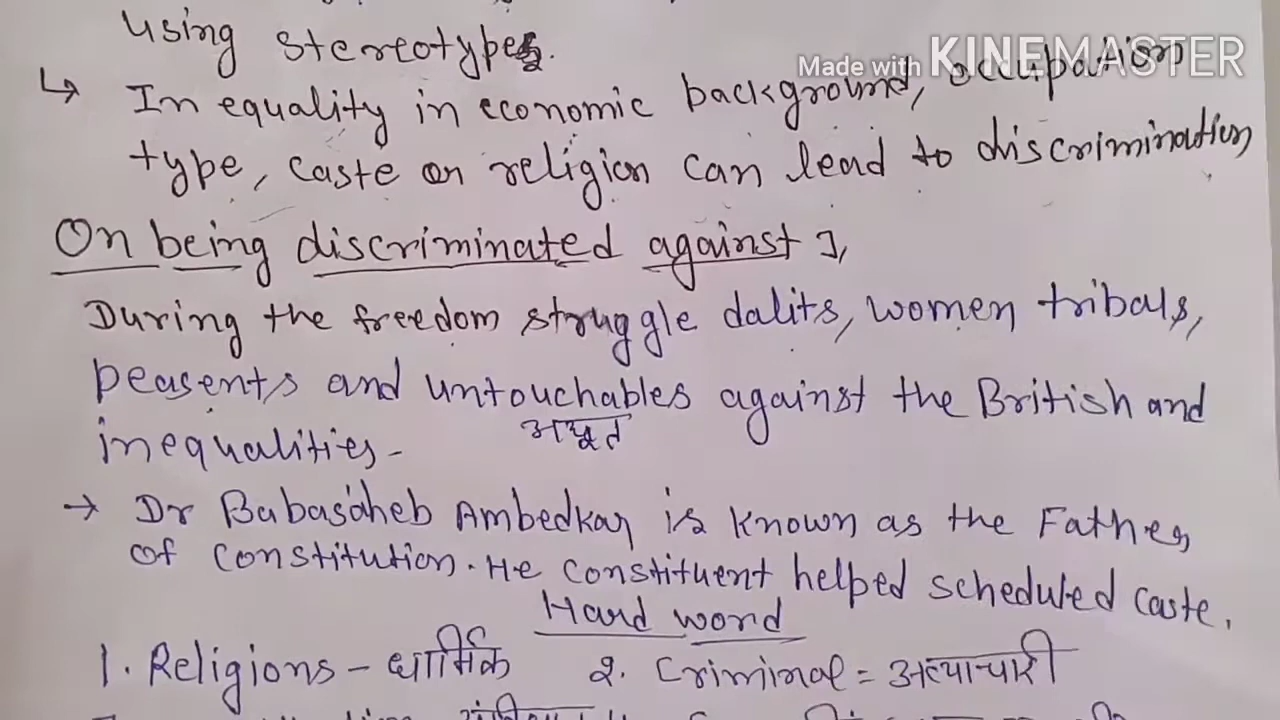 using stereotypes.
Made with KINEMASTER
↳ In equality in economic background, occupation
type, caste or religion can lead to discrimination
On being discriminated against I,
During the freedom struggle dalits, women tribals,
peasents and untouchables against the British and
अछूत
inequalities -
→ Dr Babasaheb Ambedkar is known as the Father
of constitution. He constituent helped scheduled caste.
Hard word
1. Religions - धार्मिक 2. Criminal = अत्याचारी